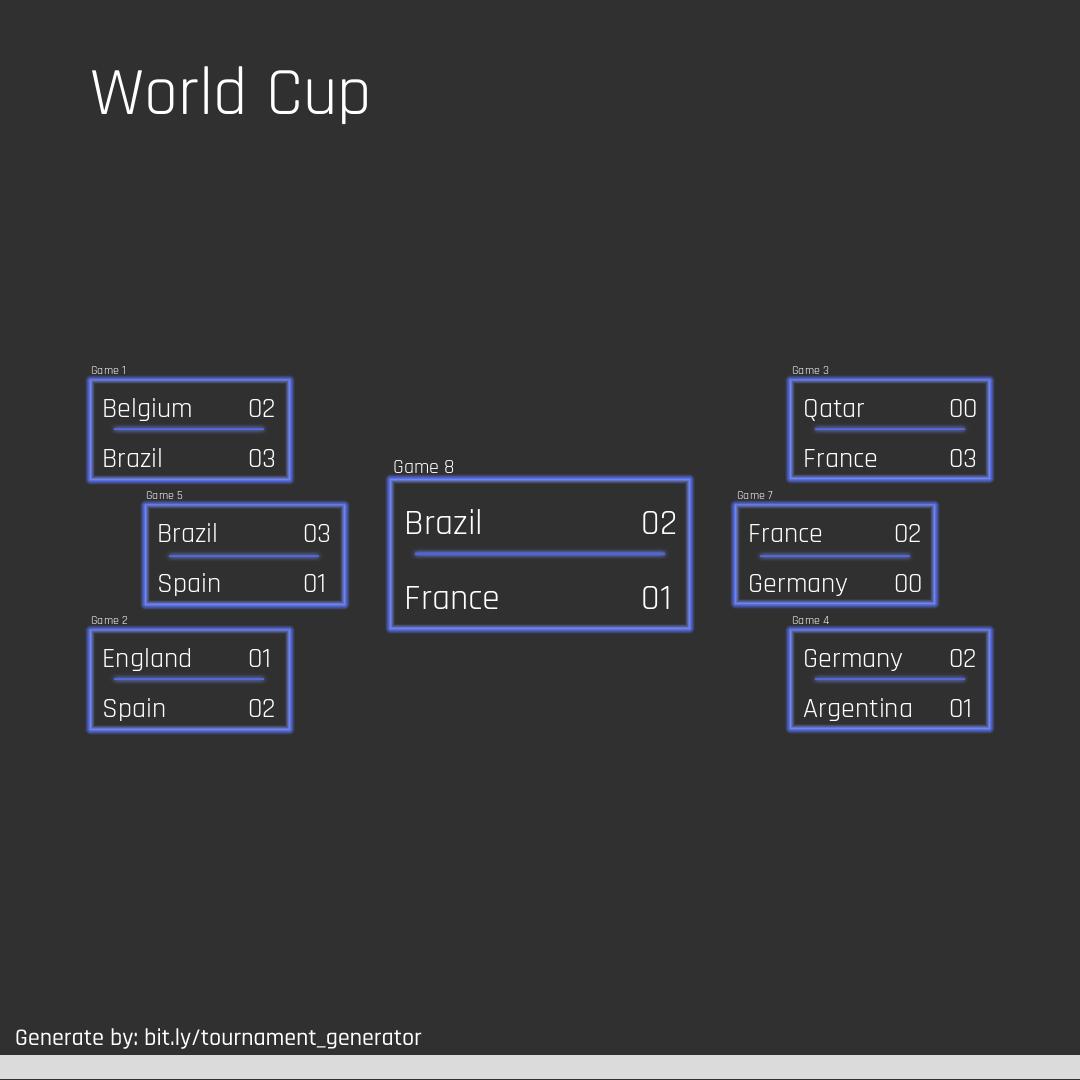 World Cup
Game 1
Belgium 02
Brazil 03
Game 5
Brazil 03
Spain 01
Game 2
England 01
Spain 02
Game 8
Brazil 02
France 01
Game 3
Qatar 00
France 03
Game 7
France 02
Germany 00
Game 4
Germany 02
Argentina 01
Generate by: bit.ly/tournament_generator